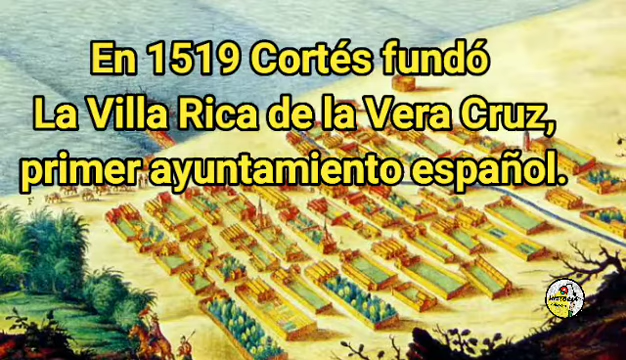 En 1519 Cortés fundó
La Villa Rica de la Vera Cruz,
primer ayuntamiento español.